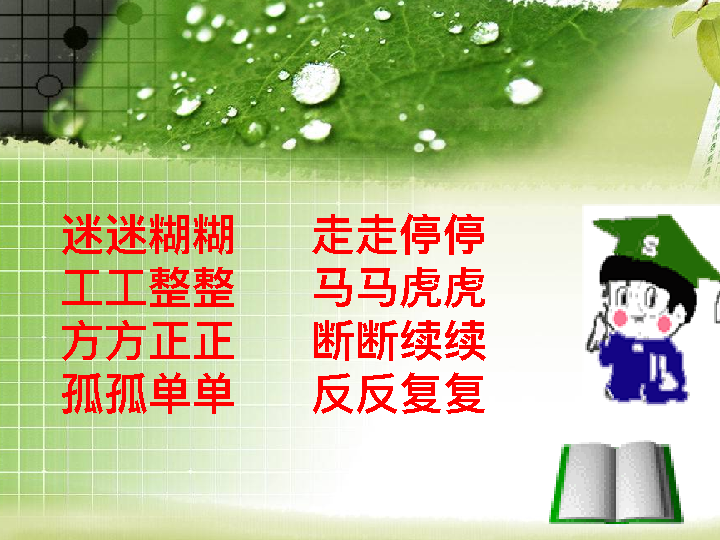 迷迷糊糊 走走停停
工工整整 马马虎虎
方方正正 断断续续
孤孤单单 反反复复
S